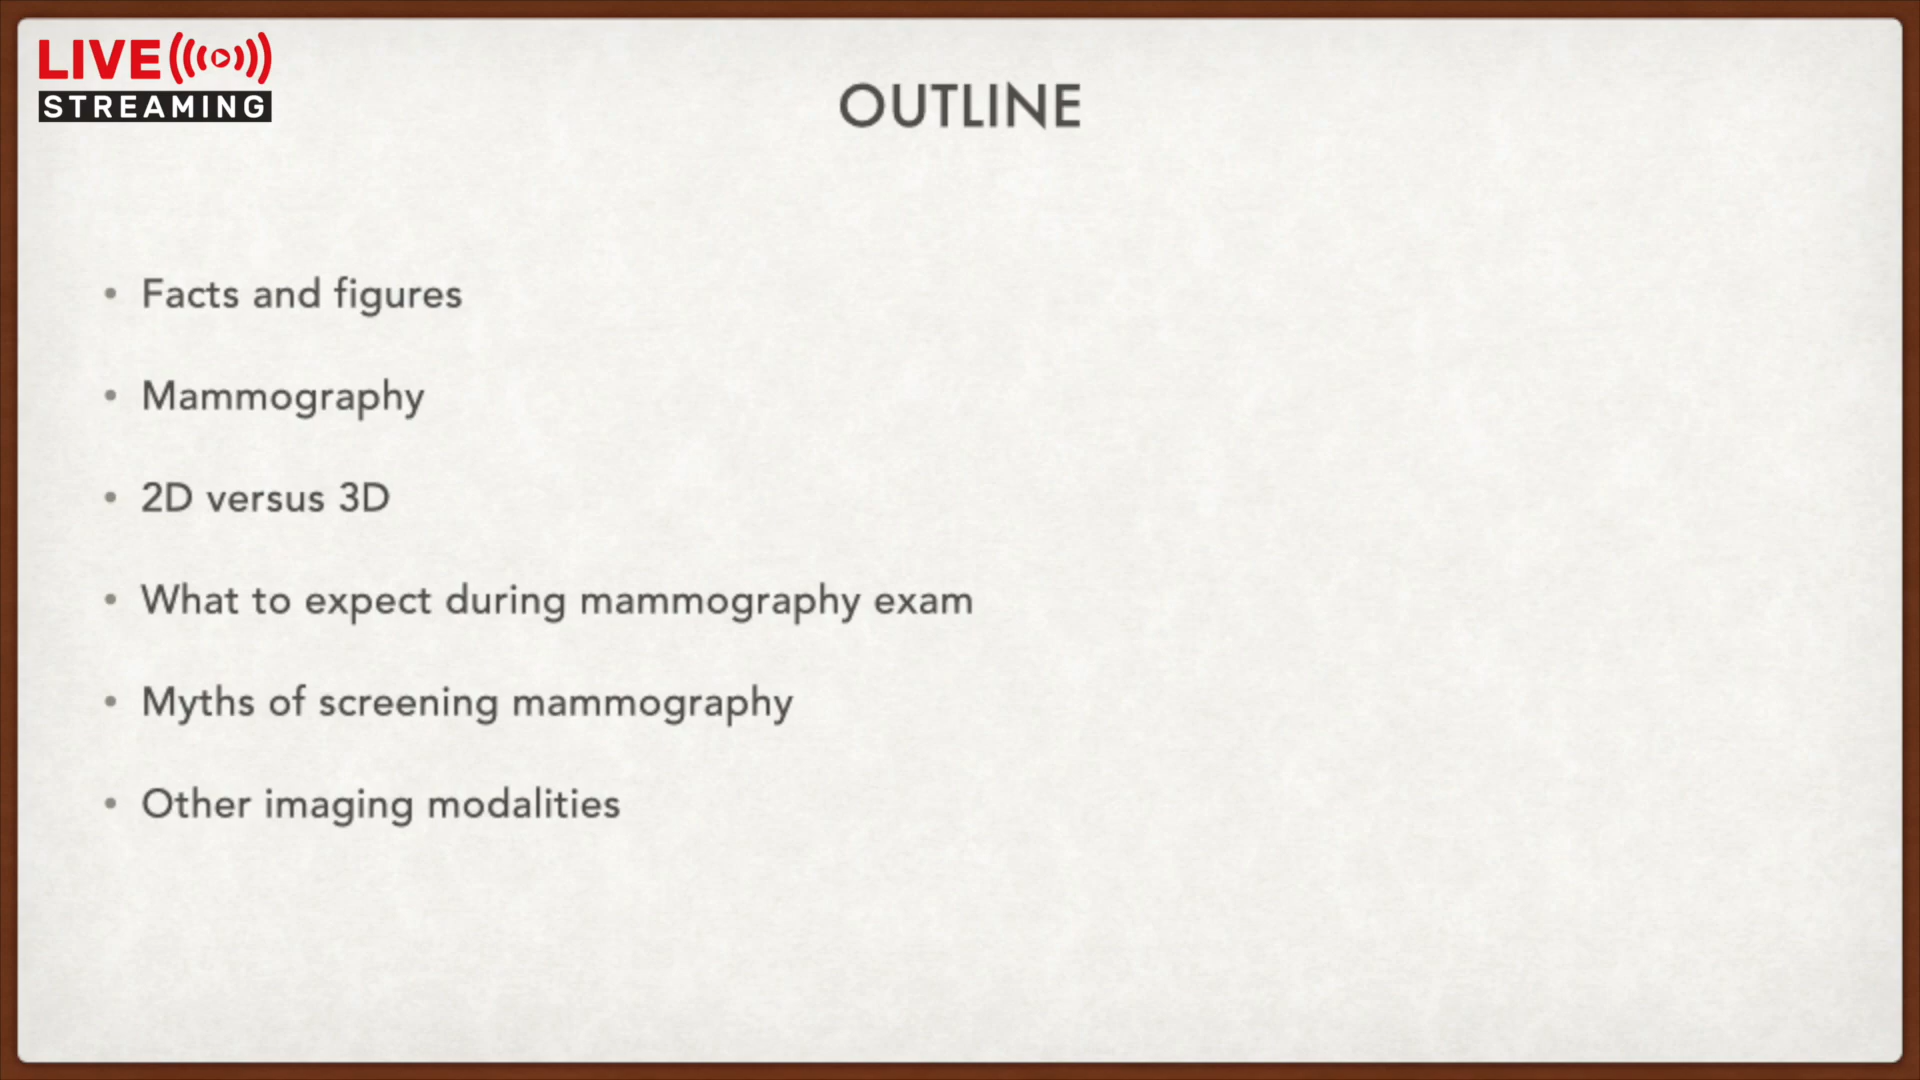 LIVE
STREAMING
OUTLINE
• Facts and figures
• Mammography
• 2D versus 3D
• What to expect during mammography exam
• Myths of screening mammography
• Other imaging modalities